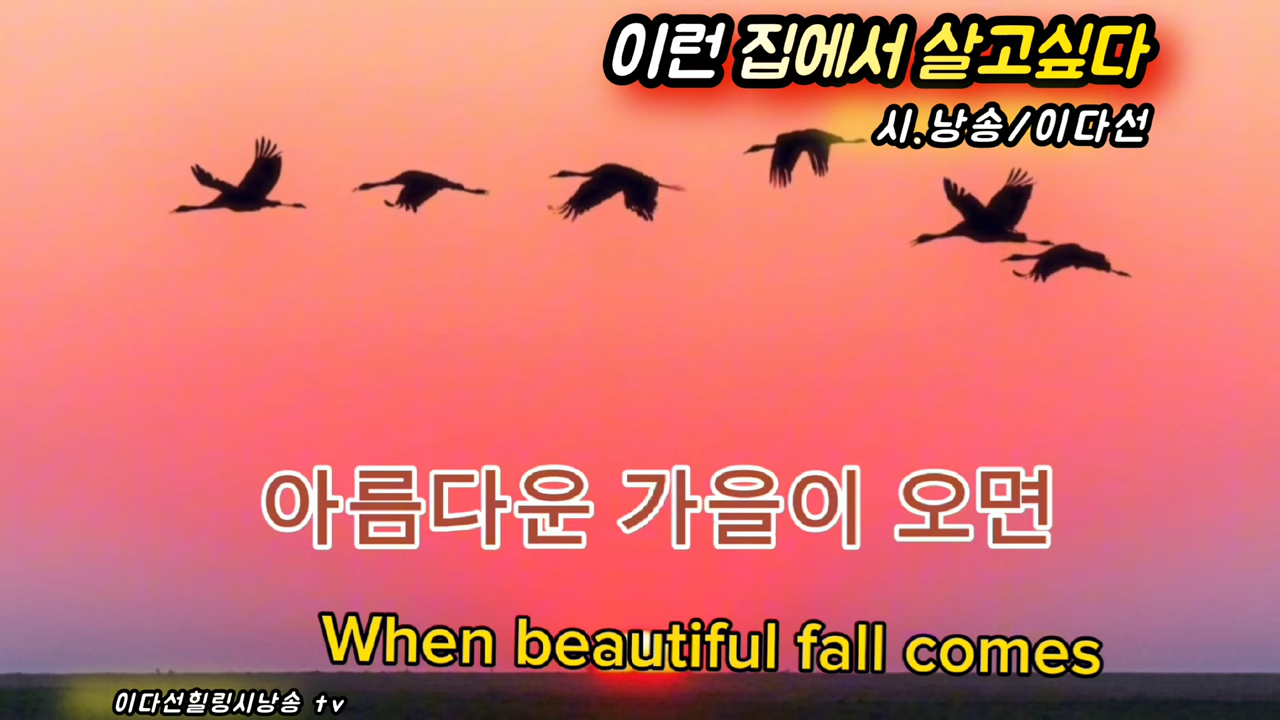 이런 집에서 살고싶다
시.낭송/이다선
아름다운 가을이 오면
When beautiful fall comes
이다선힐링시낭송 tv